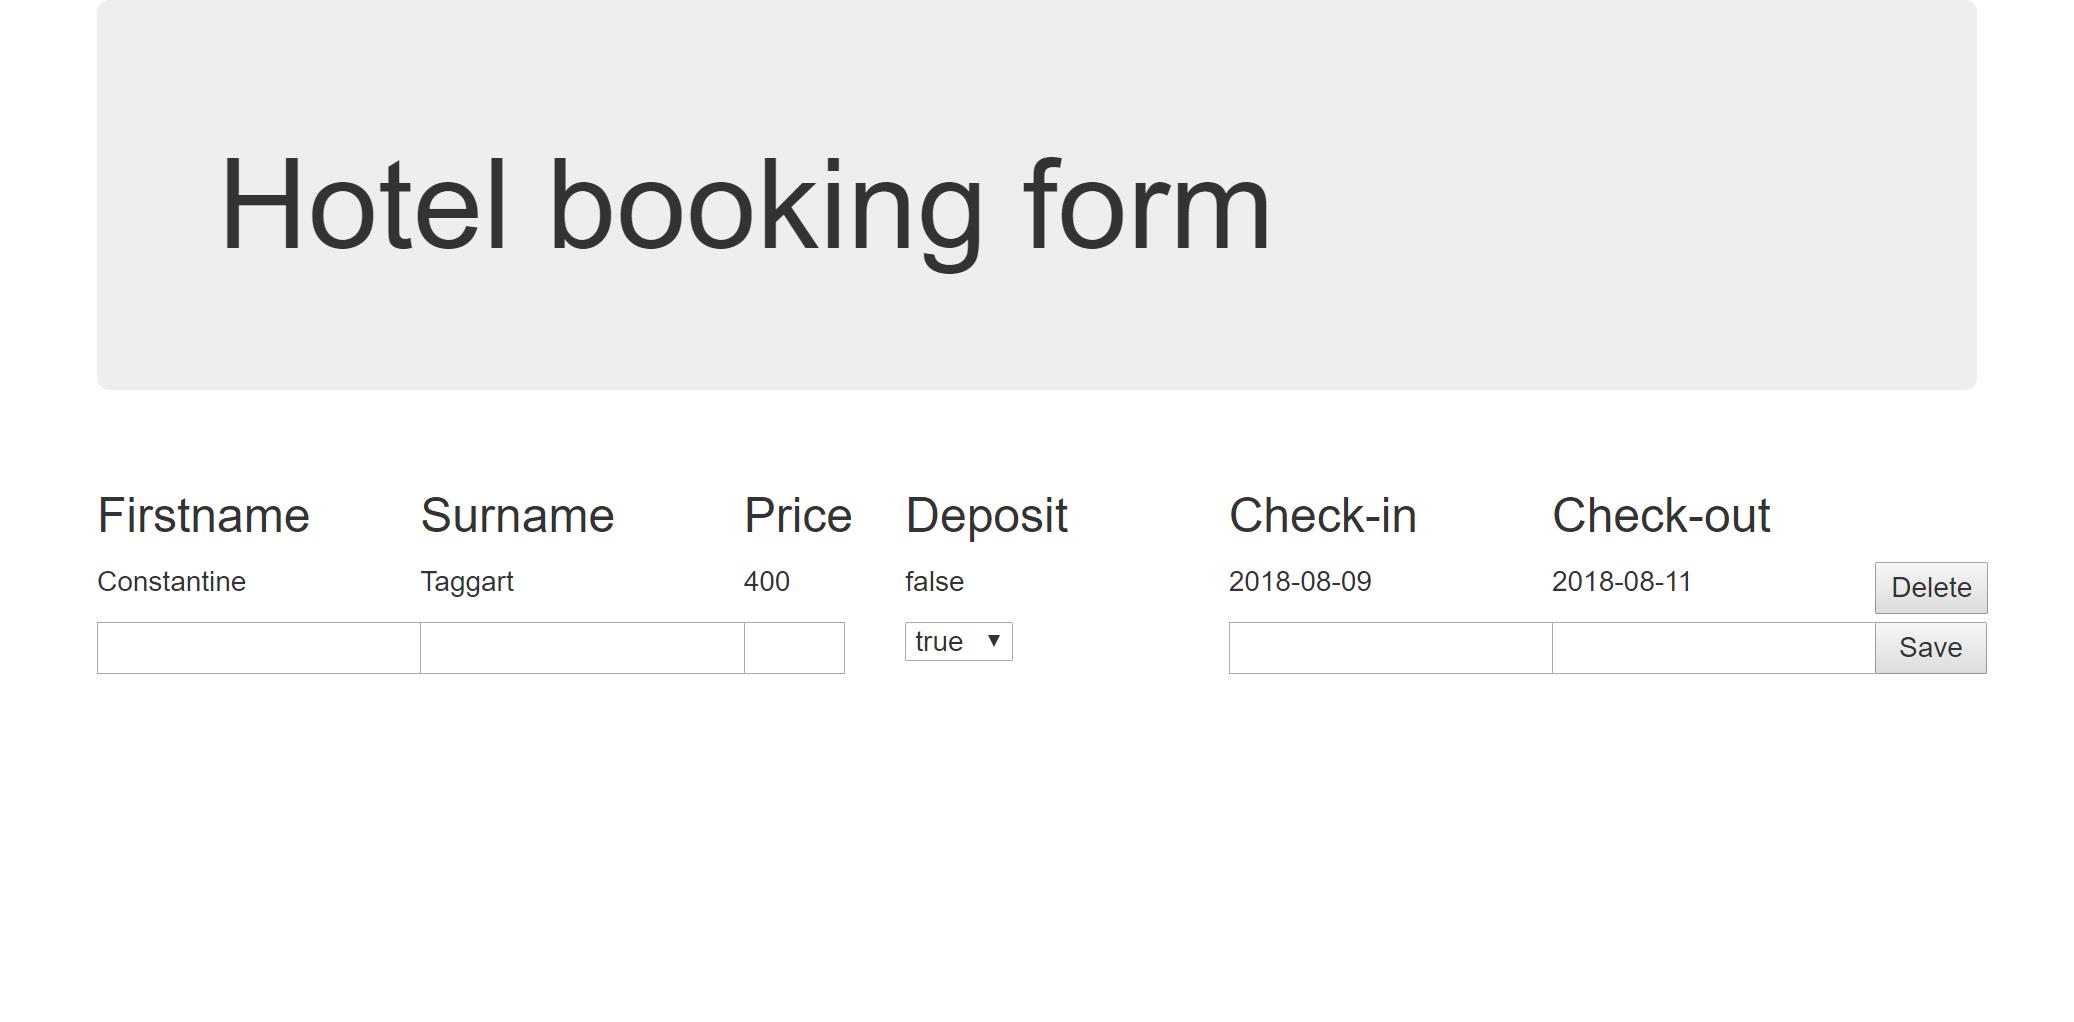 Hotel booking form
Firstname Surname Price Deposit Check-in Check-out
Constantine Taggart 400 false 2018-08-09 2018-08-11 Delete
true Save